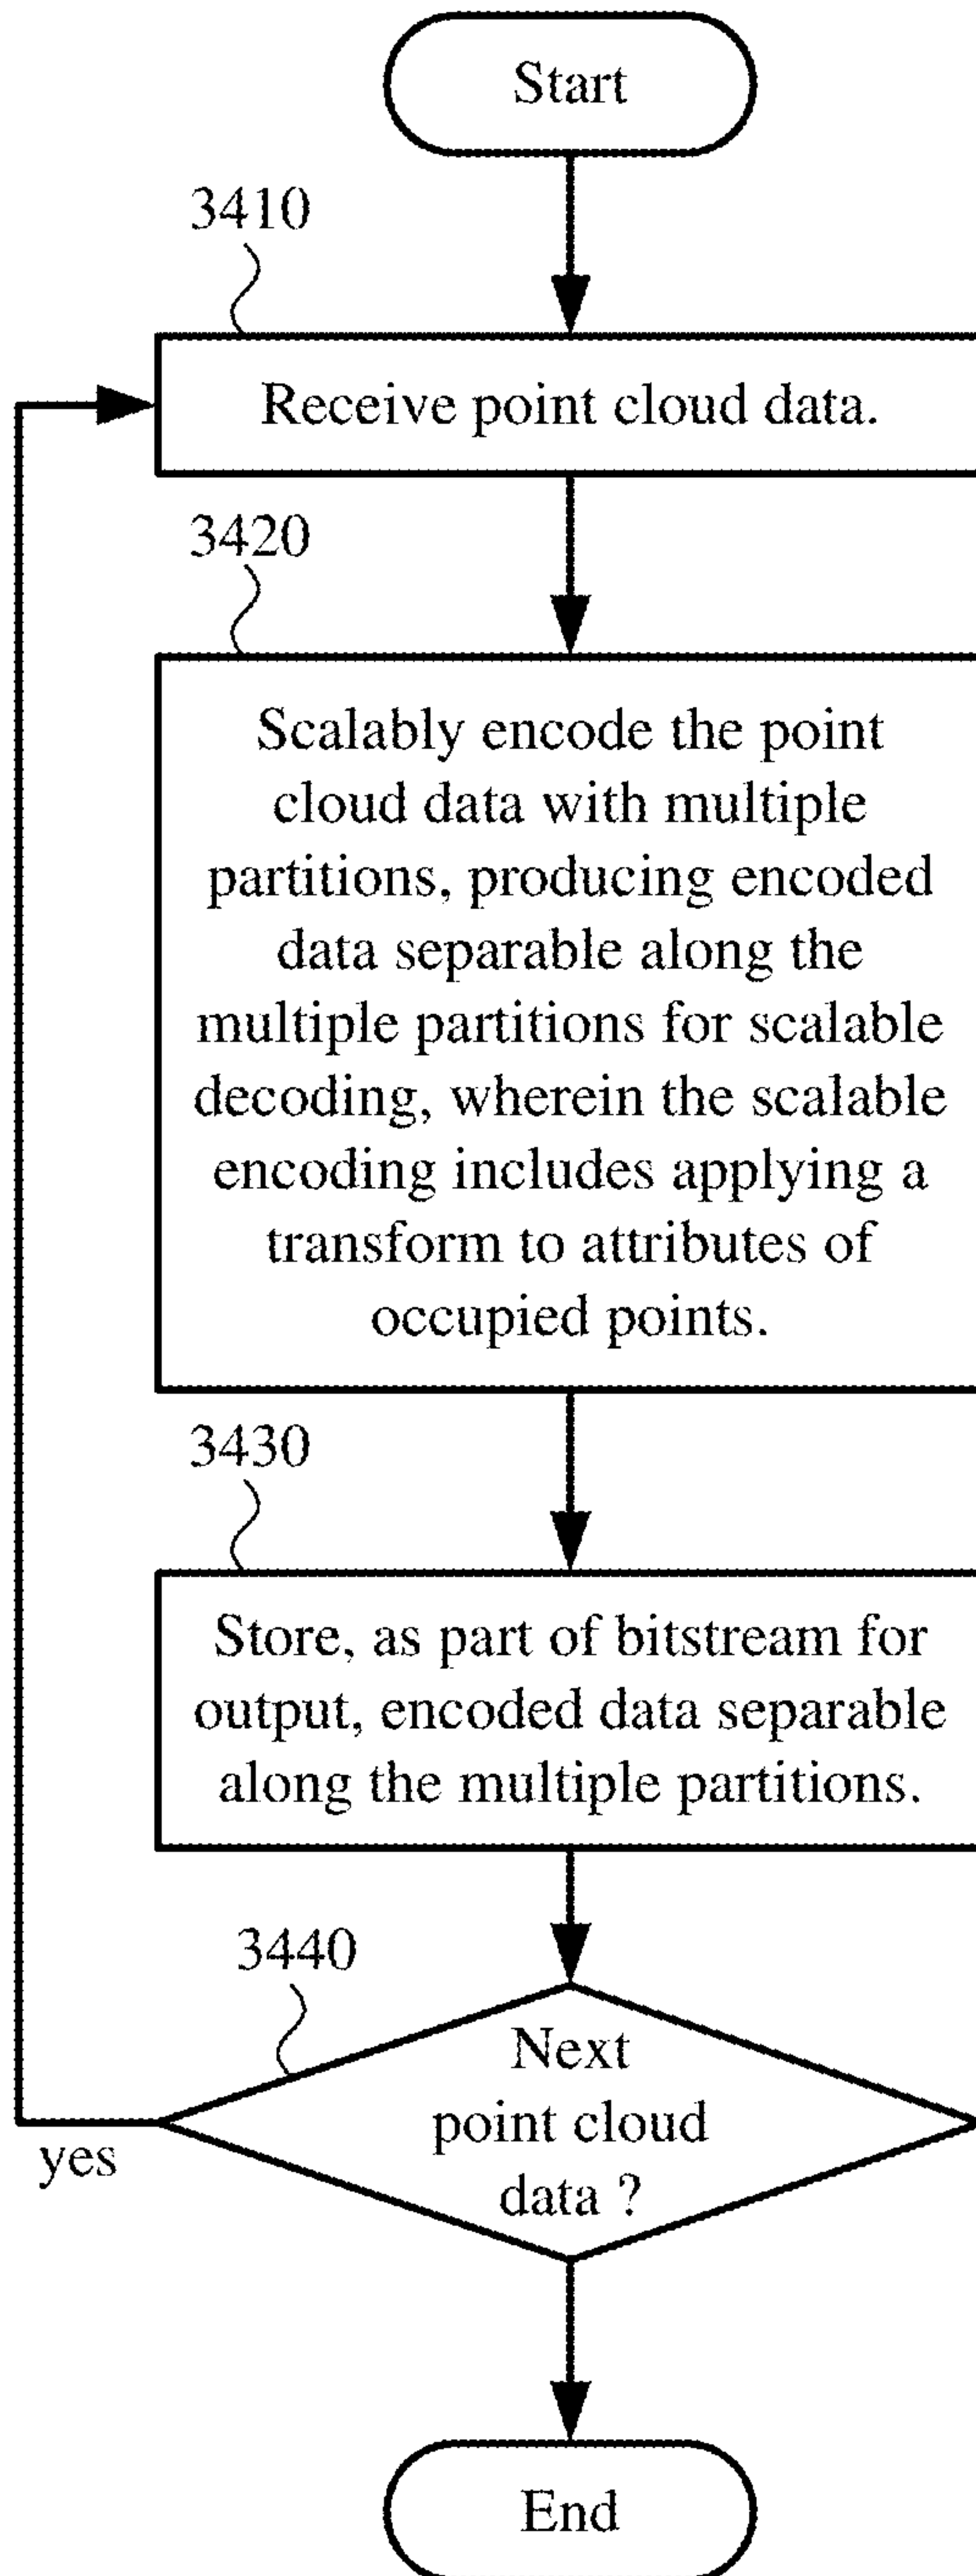 Start
3410
Receive point cloud data.
3420
Scalably encode the point
cloud data with multiple
partitions, producing encoded
data separable along the
multiple partitions for scalable
decoding, wherein the scalable
encoding includes applying a
transform to attributes of
occupied points.
3430
Store, as part of bitstream for
output, encoded data separable
along the multiple partitions.
3440
Next
point cloud
data ?
yes
End